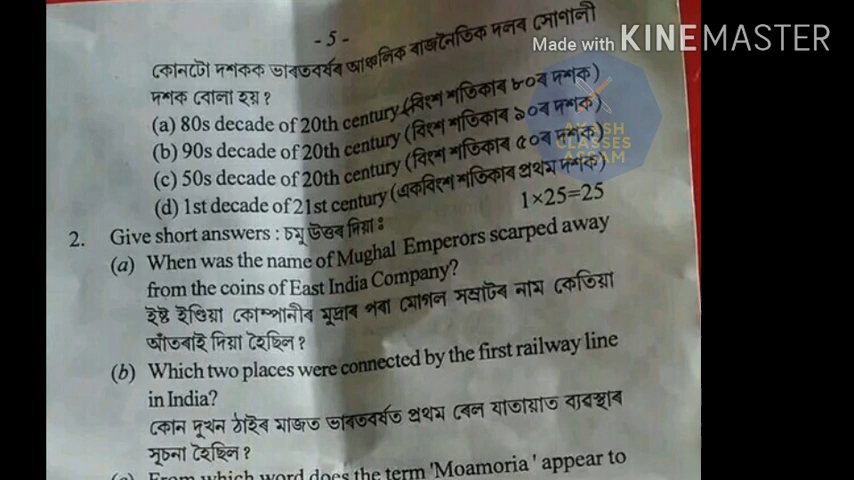 - 5 -
Made with KINEMASTER
কোনটো দশকক ভাৰতবৰ্ষৰ আঞ্চলিক ৰাজনৈতিক দলৰ সোণালী
দশক বোলা হয় ?
(a) 80s decade of 20th century (বিংশ শতিকাৰ ৮০ৰ দশক)
(b) 90s decade of 20th century (বিংশ শতিকাৰ ৯০ৰ দশক)
(c) 50s decade of 20th century (বিংশ শতিকাৰ ৫০ৰ দশক)
(d) 1st decade of 21st century (একবিংশ শতিকাৰ প্ৰথম দশক)
AKASH
CLASSES
ASSAM
2. Give short answers : চমু উত্তৰ দিয়া ঃ 1×25=25
(a) When was the name of Mughal Emperors scarped away
from the coins of East India Company?
ইষ্ট ইণ্ডিয়া কোম্পানীৰ মুদ্ৰাৰ পৰা মোগল সম্ৰাটৰ নাম কেতিয়া
আঁতৰাই দিয়া হৈছিল ?
(b) Which two places were connected by the first railway line
in India?
কোন দুখন ঠাইৰ মাজত ভাৰতবৰ্ষত প্ৰথম ৰেল যাতায়াত ব্যৱস্থাৰ
সূচনা হৈছিল ?
From which word does the term 'Moamoria' appear to